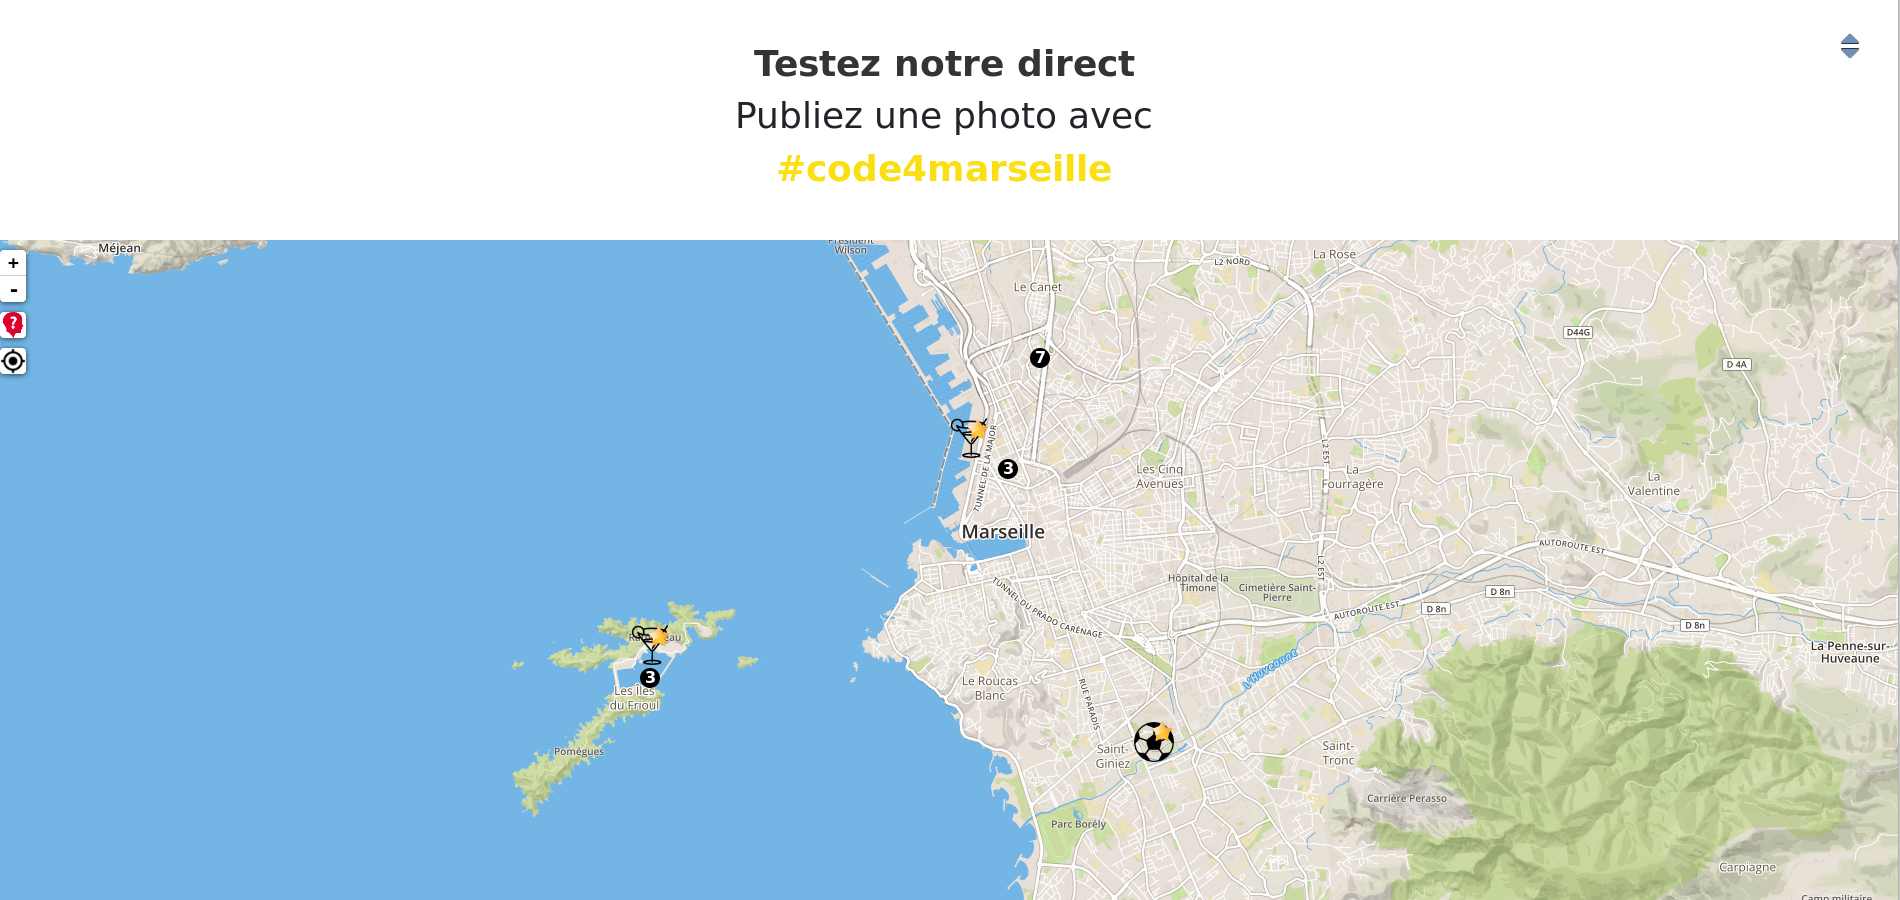 Testez notre direct
Publiez une photo avec
#code4marseille
Méjean
Président
Wilson
+
-
?
L2 NORD
La Rose
Le Canet
D44G
7
D 4A
TUNNEL DE LA MAJOR
3
Les Cinq
Avenues
L2 EST
La
Fourragère
La
Valentine
Marseille
AUTOROUTE EST
L2 EST
Hôpital de la
Timone
Cimetière Saint-
Pierre
D 8n
TUNNEL DU PRADO CARÉNAGE
AUTOROUTE EST
D 8n
D 8n
La Penne-sur-
Huveaune
L'Huveaune
3
Les Îles
du Frioul
Le Roucas
Blanc
RUE PARADIS
Pomègues
Saint-
Giniez
Saint-
Tronc
Carrière Perasso
Parc Borély
Carpiagne
Camp militaire